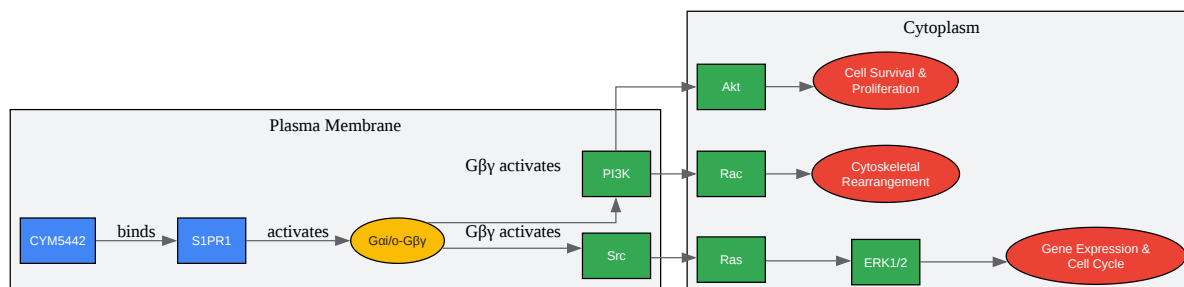 Cytoplasm
Cell Survival &
Proliferation
Akt
Plasma Membrane
Gβγ activates
PI3K
Rac
Cytoskeletal
Rearrangement
CYM5442
binds
S1PR1
activates
Gαi/o-Gβγ
Gβγ activates
Src
Ras
ERK1/2
Gene Expression &
Cell Cycle